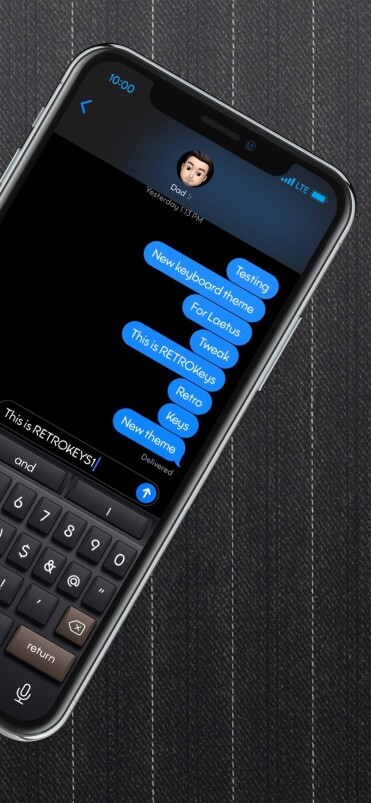 10:00
LTE
Dad >
Yesterday 1:13 PM
Testing
New keyboard theme
For Laetus
Tweak
This is RETROKeys
Retro
Keys
New theme
Delivered
This is RETROKEYS!
and
I
6 7 8 9 0
) $ & @ "
! '
return